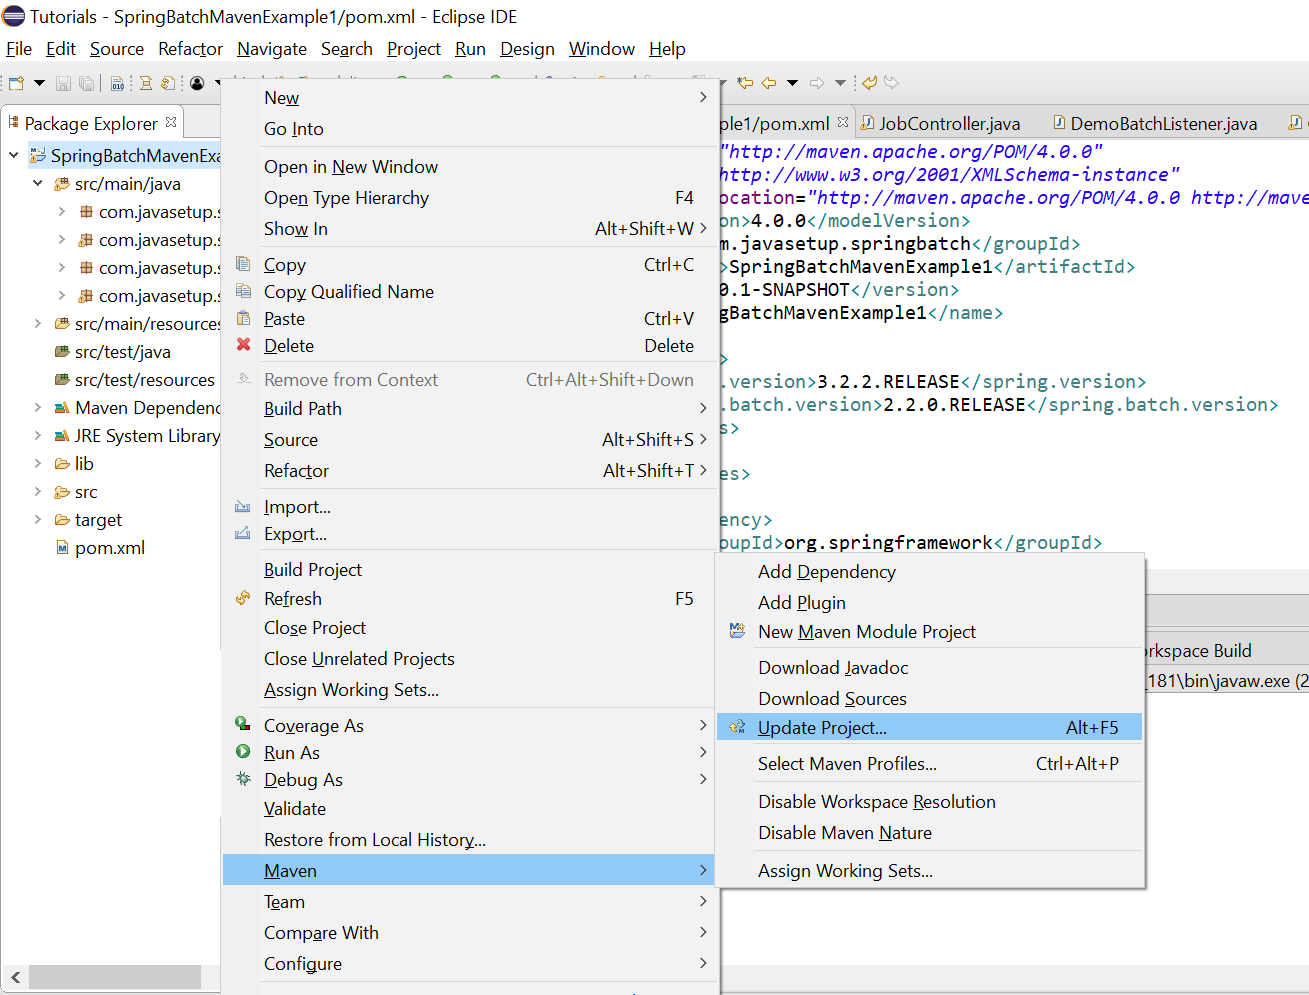 Tutorials - SpringBatchMavenExample1/pom.xml - Eclipse IDE
File Edit Source Refactor Navigate Search Project Run Design Window Help
Package Explorer
SpringBatchMavenExa
src/main/java
com.javasetup.s
com.javasetup.s
com.javasetup.s
com.javasetup.s
src/main/resources
src/test/java
src/test/resources
Maven Dependenc
JRE System Library
lib
src
target
pom.xml
New
Go Into
Open in New Window
Open Type Hierarchy F4
Show In Alt+Shift+W
Copy Ctrl+C
Copy Qualified Name
Paste Ctrl+V
Delete Delete
Remove from Context Ctrl+Alt+Shift+Down
Build Path
Source Alt+Shift+S
Refactor Alt+Shift+T
Import...
Export...
Build Project
Refresh F5
Close Project
Close Unrelated Projects
Assign Working Sets...
Coverage As
Run As
Debug As
Validate
Restore from Local History...
Maven
Team
Compare With
Configure
ple1/pom.xml JobController.java DemoBatchListener.java
"http://maven.apache.org/POM/4.0.0"
http://www.w3.org/2001/XMLSchema-instance"
ocation="http://maven.apache.org/POM/4.0.0 http://mave
on>4.0.0</modelVersion>
m.javasetup.springbatch</groupId>
>SpringBatchMavenExample1</artifactId>
0.1-SNAPSHOT</version>
gBatchMavenExample1</name>
>
.version>3.2.2.RELEASE</spring.version>
.batch.version>2.2.0.RELEASE</spring.batch.version>
s>
es>
ency>
oupId>org.springframework</groupId>
Add Dependency
Add Plugin
New Maven Module Project
Download Javadoc
Download Sources
Update Project... Alt+F5
Select Maven Profiles... Ctrl+Alt+P
Disable Workspace Resolution
Disable Maven Nature
Assign Working Sets...
orkspace Build
_181\bin\javaw.exe (2